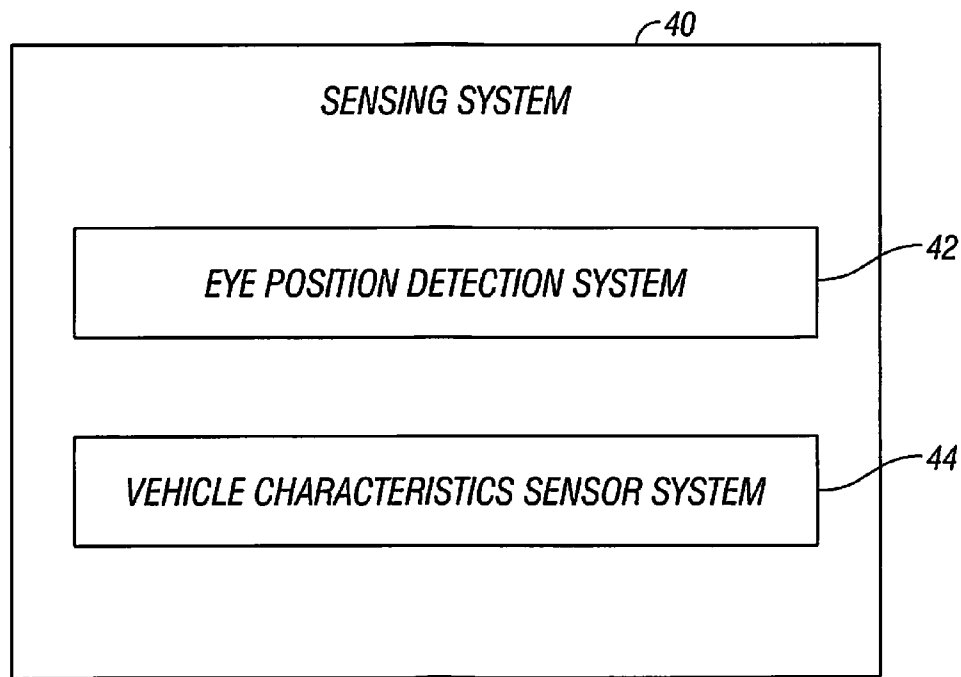 40
SENSING SYSTEM
EYE POSITION DETECTION SYSTEM
42
VEHICLE CHARACTERISTICS SENSOR SYSTEM
44